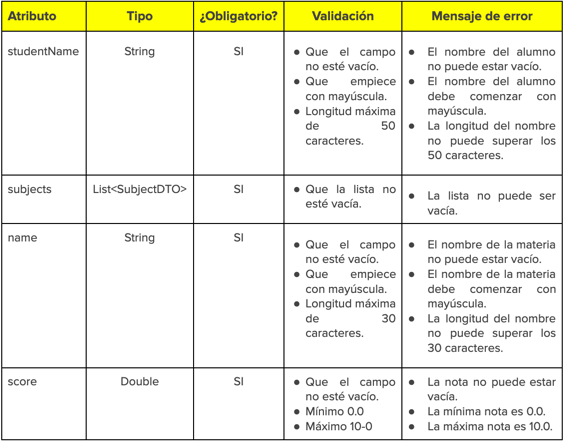 Atributo Tipo ¿Obligatorio? Validación Mensaje de error
studentName String SI
● Que el campo
no esté vacío.
● Que empiece
con mayúscula.
● Longitud máxima
de 50
caracteres.
● El nombre del alumno
no puede estar vacío.
● El nombre del alumno
debe comenzar con
mayúscula.
● La longitud del nombre
no puede superar los
50 caracteres.
subjects List<SubjectDTO> SI
● Que la lista no
esté vacía.
● La lista no puede ser
vacía.
name String SI
● Que el campo
no esté vacío.
● Que empiece
con mayúscula.
● Longitud máxima
de 30
caracteres.
● El nombre de la materia
no puede estar vacío.
● El nombre de la materia
debe comenzar con
mayúscula.
● La longitud del nombre
no puede superar los
30 caracteres.
score Double SI
● Que el campo
no esté vacío.
● Mínimo 0.0
● Máximo 10-0
● La nota no puede estar
vacía.
● La mínima nota es 0.0.
● La máxima nota es 10.0.